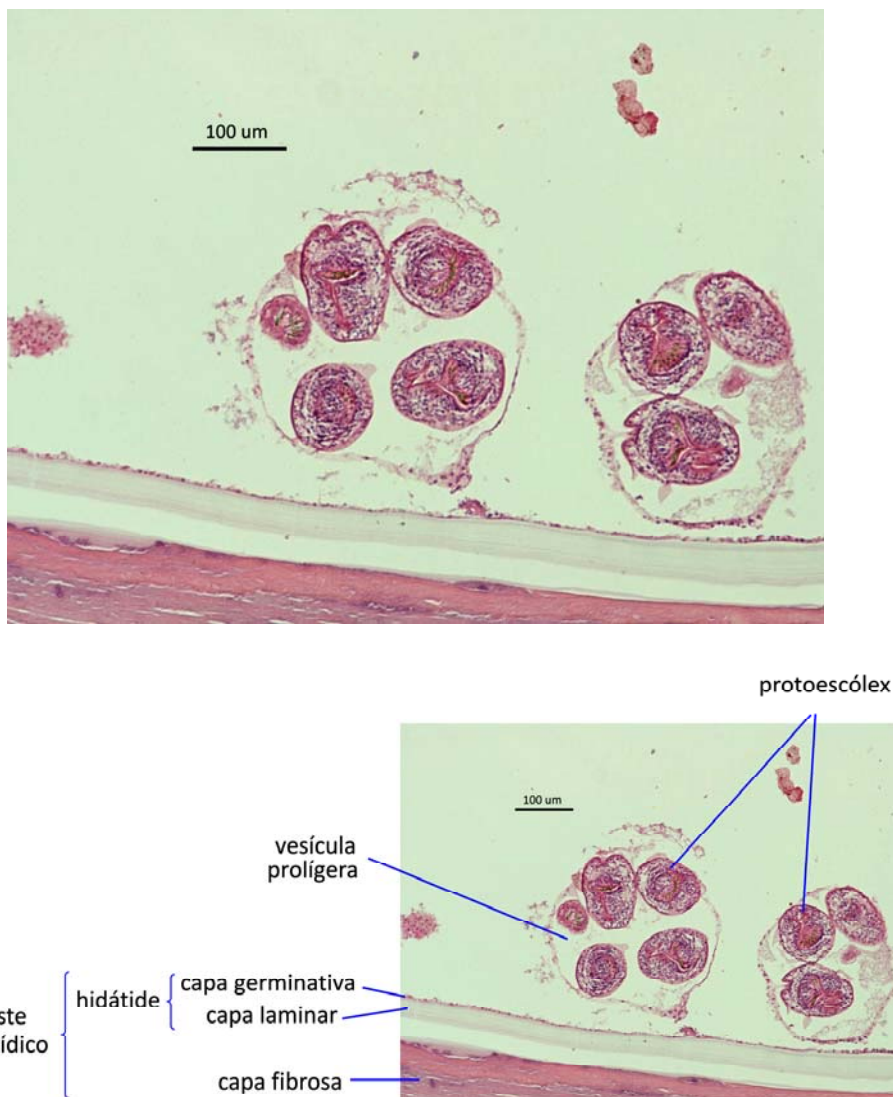 100 um
protoescólex
100 um
vesícula
prolígera
hidátide
capa germinativa
capa laminar
capa fibrosa